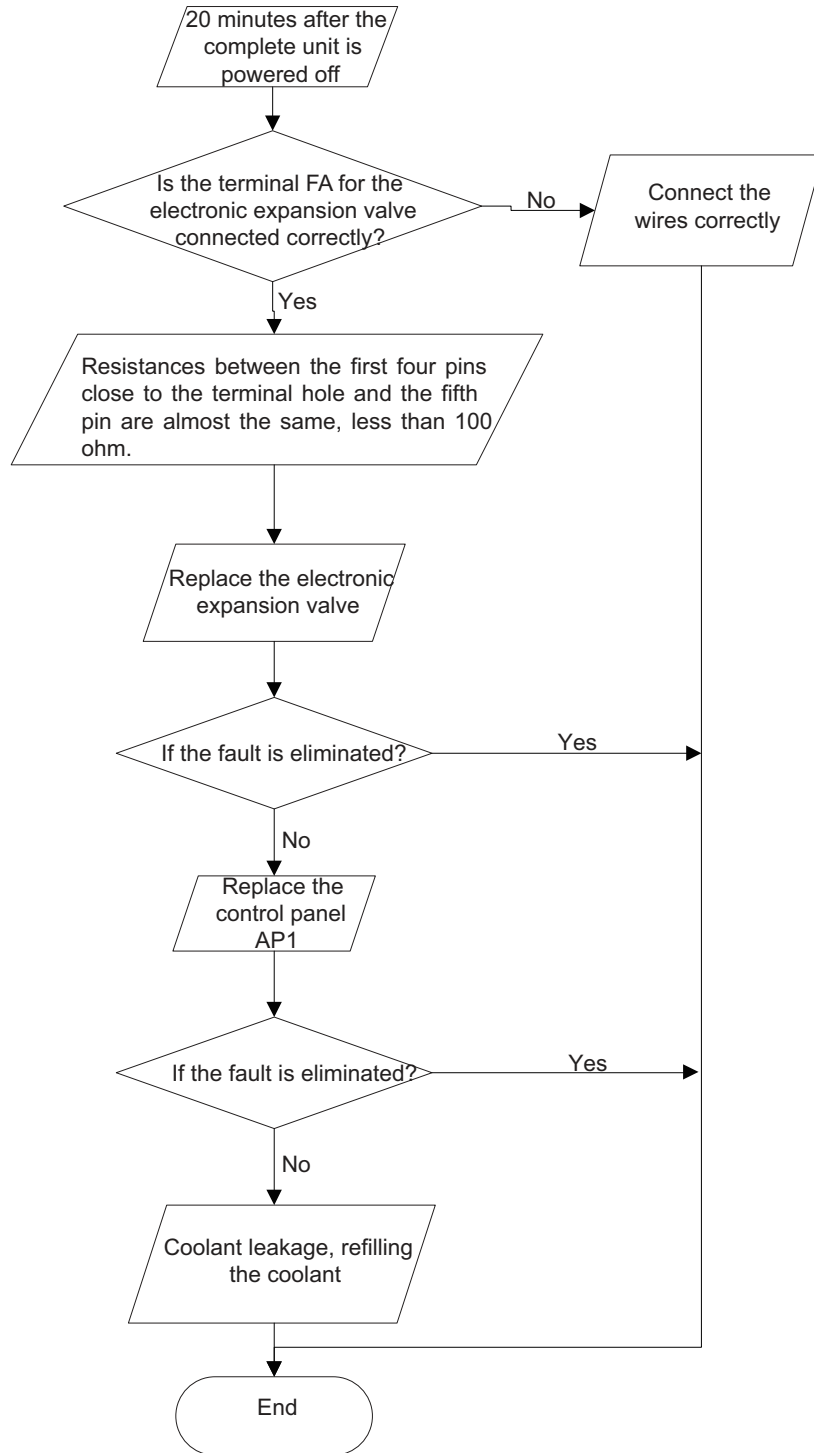 20 minutes after the
complete unit is
powered off
Is the terminal FA for the
electronic expansion valve
connected correctly?
No
Connect the
wires correctly
Yes
Resistances between the first four pins
close to the terminal hole and the fifth
pin are almost the same, less than 100
ohm.
Replace the electronic
expansion valve
If the fault is eliminated?
Yes
No
Replace the
control panel
AP1
If the fault is eliminated?
Yes
No
Coolant leakage, refilling
the coolant
End